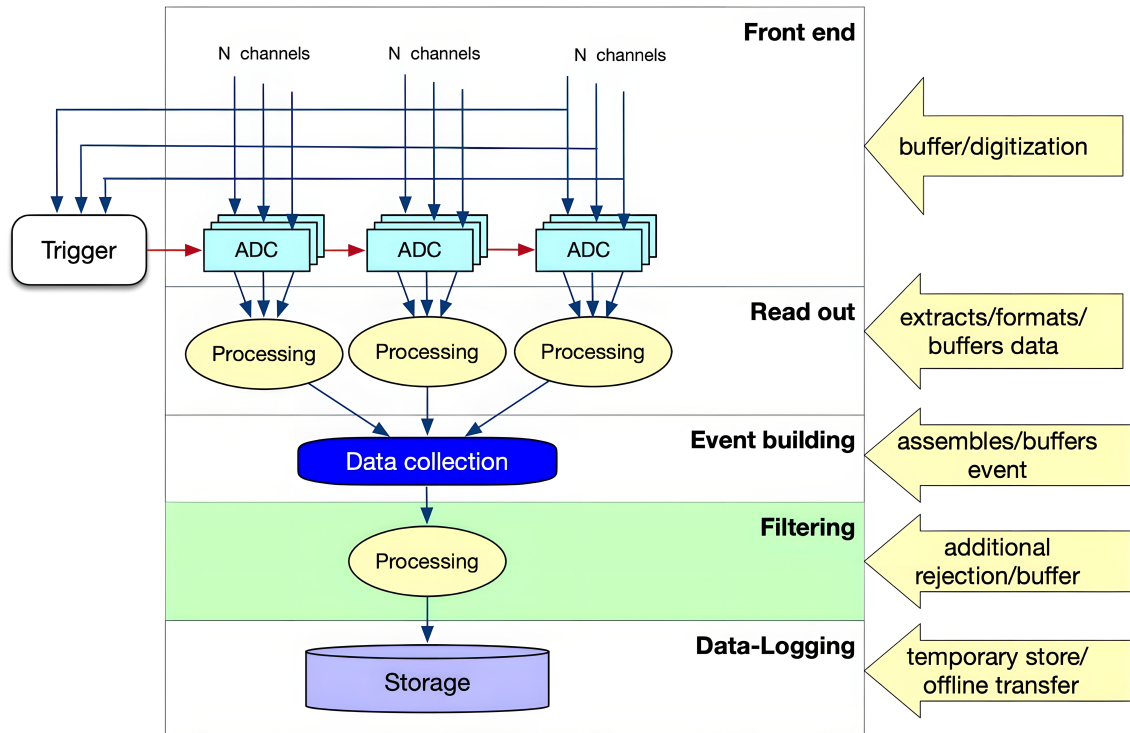 Front end
N channels
N channels
N channels
buffer/digitization
Trigger
ADC
ADC
ADC
Read out
extracts/formats/
buffers data
Processing
Processing
Processing
Event building
assembles/buffers
event
Data collection
Filtering
additional
rejection/buffer
Processing
Data-Logging
temporary store/
offline transfer
Storage